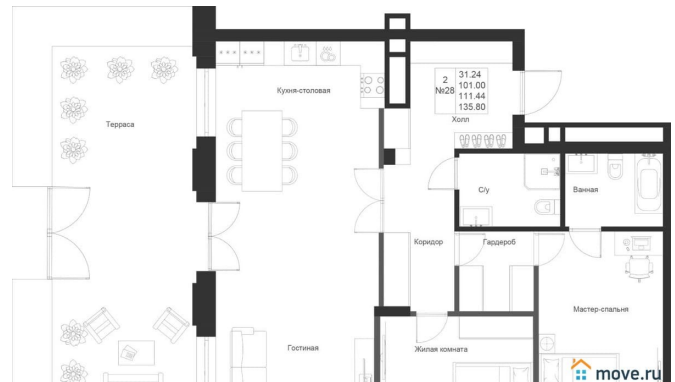 Кухня-столовая
2
№28
31.24
101.00
111.44
135.80
Холл
Терраса
С/у
Ванная
Коридор
Гардероб
Мастер-спальня
Гостиная
Жилая комната
move.ru